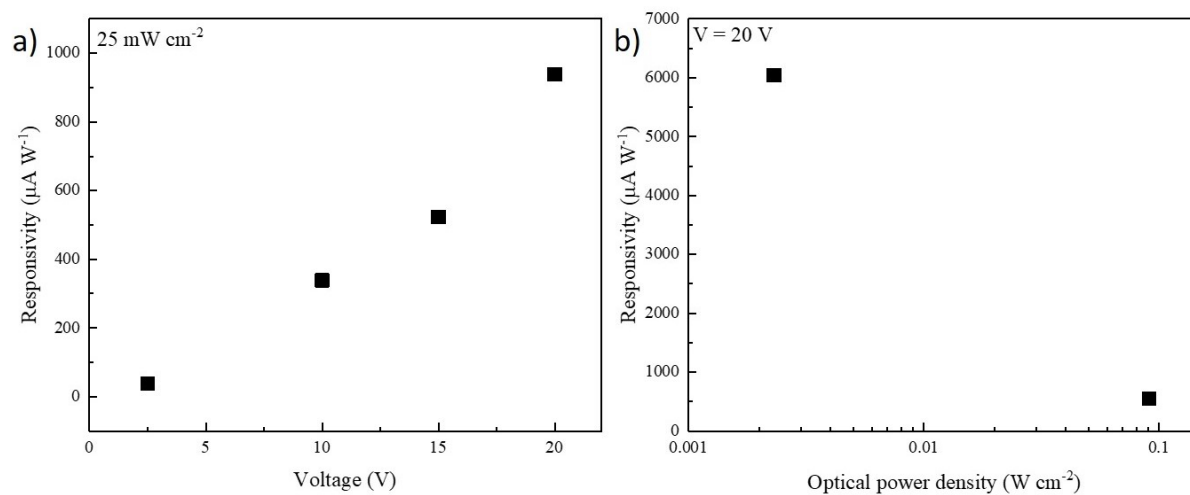 a)
25 mW cm-2
1000
800
600
400
200
0
Responsivity (µA W-1)
0
5
10
15
20
Voltage (V)
b)
V = 20 V
7000
6000
5000
4000
3000
2000
1000
0
Responsivity (µA W-1)
0.001
0.01
0.1
Optical power density (W cm-2)